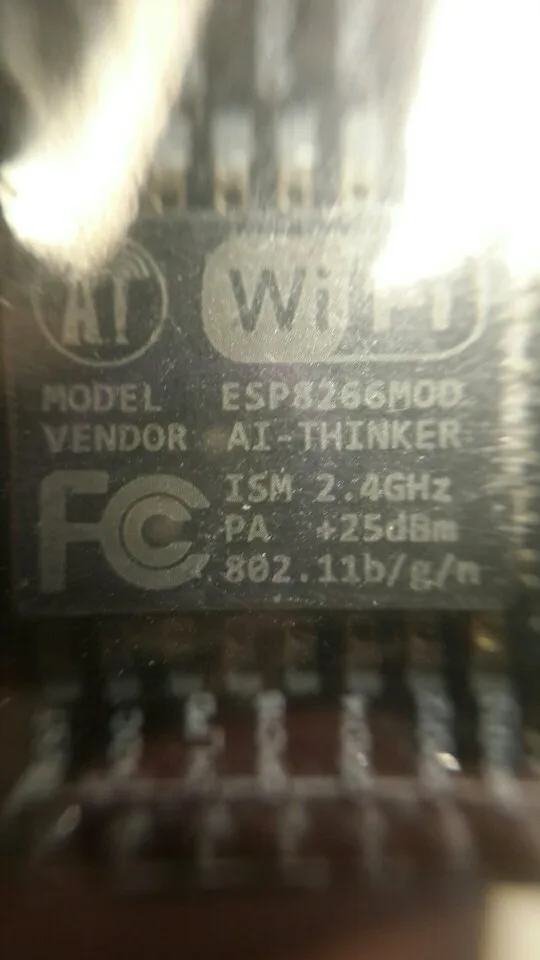 AI WiFi
MODEL ESP8266MOD
VENDOR AI-THINKER
FC ISM 2.4GHz
PA +25dBm
802.11b/g/n